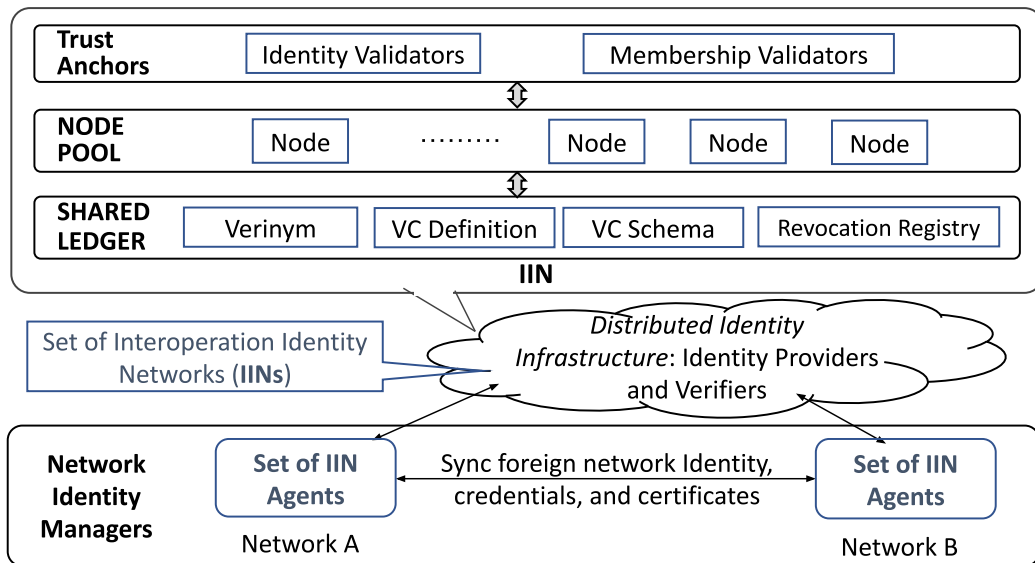 Trust
Anchors
Identity Validators
Membership Validators
NODE
POOL
Node
.........
Node
Node
Node
SHARED
LEDGER
Verinym
VC Definition
VC Schema
Revocation Registry
IIN
Set of Interoperation Identity
Networks (IINs)
Distributed Identity
Infrastructure: Identity Providers
and Verifiers
Network
Identity
Managers
Set of IIN
Agents
Network A
Sync foreign network Identity,
credentials, and certificates
Set of IIN
Agents
Network B